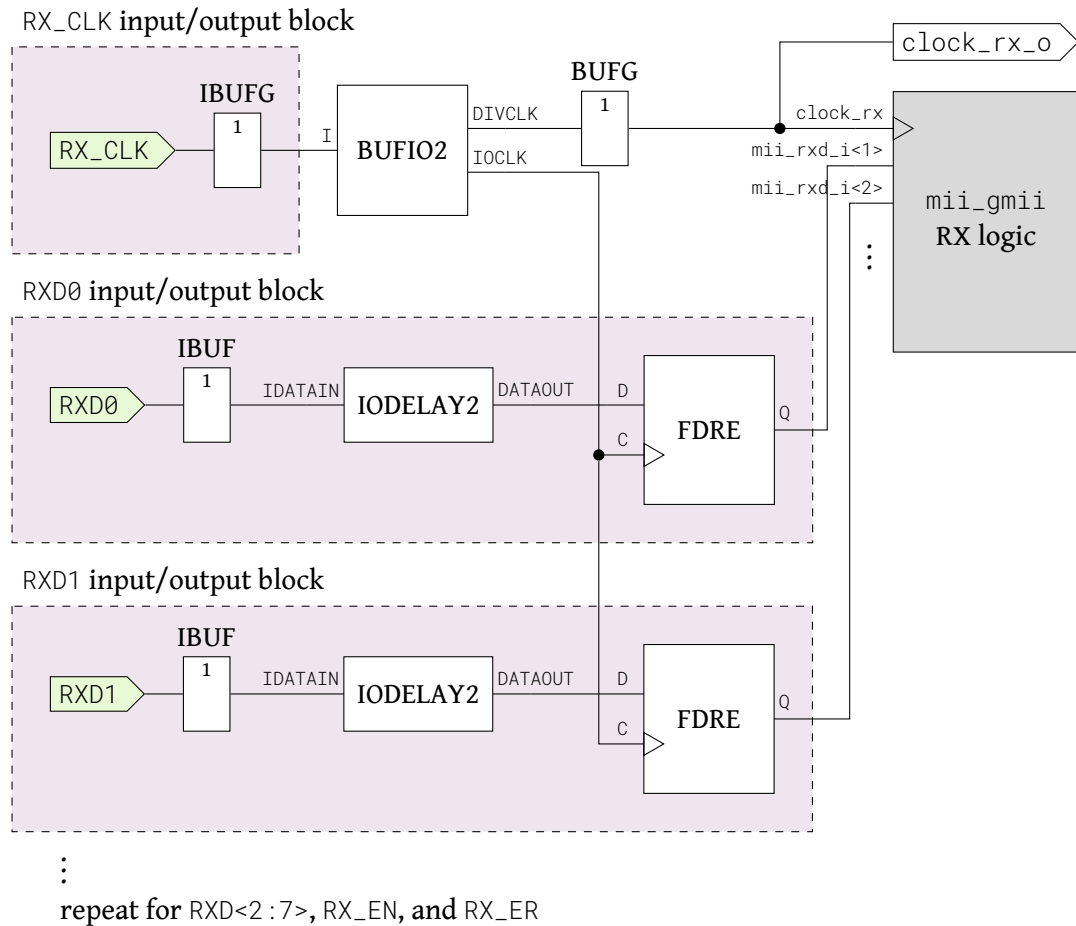 RX_CLK input/output block
clock_rx_o
IBUFG
BUFG
1
1
DIVCLK
clock_rx
RX_CLK
I
BUFIO2
IOCLK
mii_rxd_i<1>
mii_rxd_i<2>
mii_gmii
RX logic
⋮
RXD0 input/output block
IBUF
1
IDATAIN
DATAOUT
D
RXD0
IODELAY2
Q
FDRE
C
RXD1 input/output block
IBUF
1
IDATAIN
DATAOUT
D
RXD1
IODELAY2
Q
FDRE
C
⋮
repeat for RXD<2:7>, RX_EN, and RX_ER